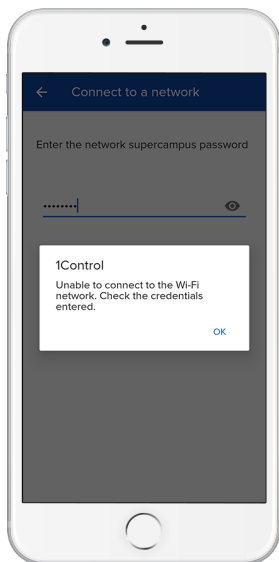 Connect to a network
Enter the network supercampus password
••••••••
1Control
Unable to connect to the Wi-Fi
network. Check the credentials
entered.
OK